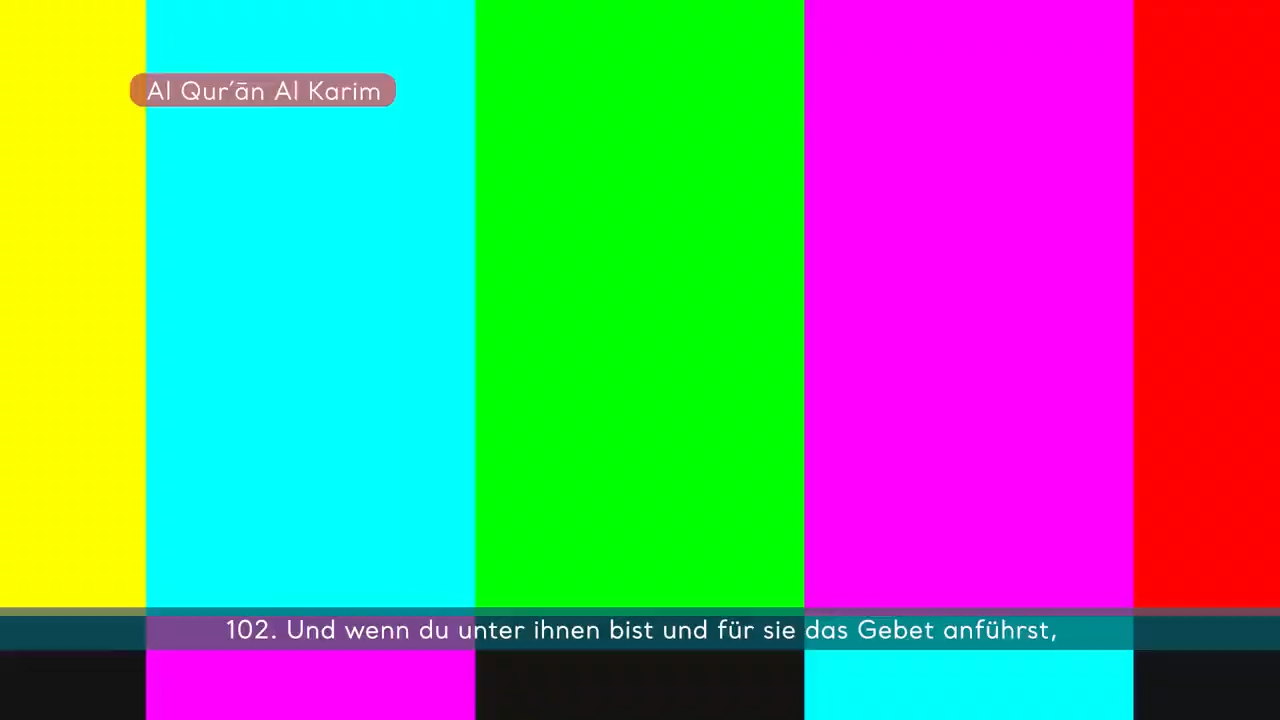 Al Qur’ān Al Karim
102. Und wenn du unter ihnen bist und für sie das Gebet anführst,